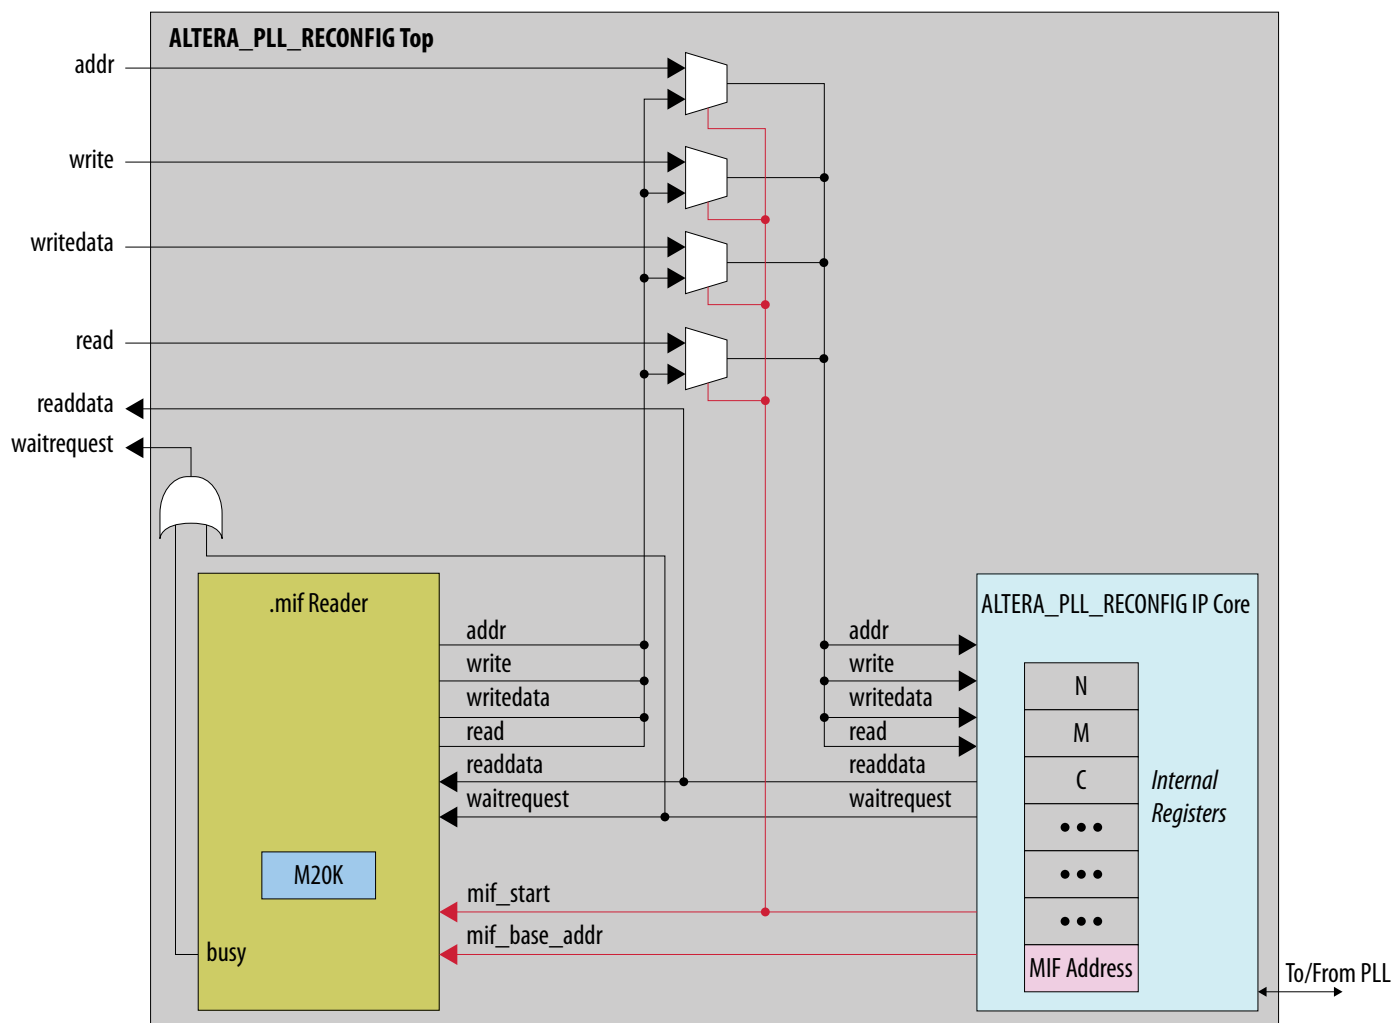 ALTERA_PLL_RECONFIG Top
addr
write
writedata
read
readdata
waitrequest
.mif Reader
ALTERA_PLL_RECONFIG IP Core
addr
addr
write
write
writedata
writedata
read
read
readdata
readdata
waitrequest
waitrequest
N
M
C
Internal
Registers
•••
•••
•••
M20K
mif_start
mif_base_addr
busy
MIF Address
To/From PLL